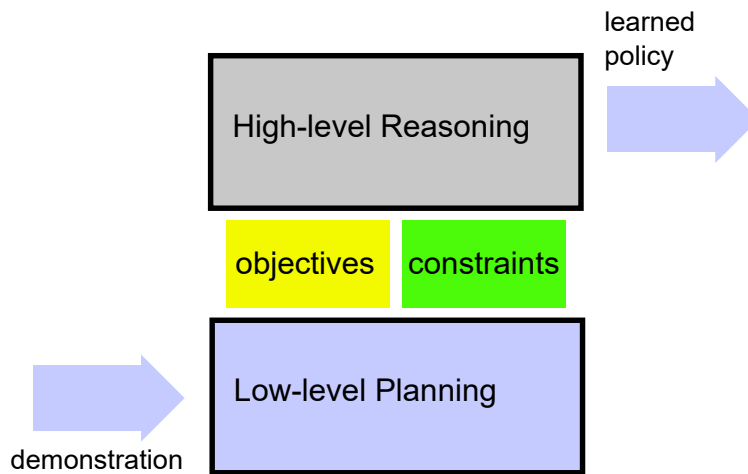 learned
policy
High-level Reasoning
objectives
constraints
Low-level Planning
demonstration